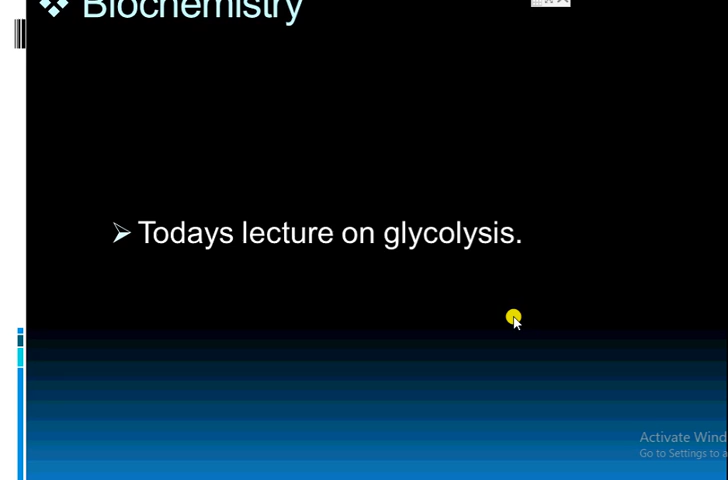 ❖ Biochemistry
➢ Todays lecture on glycolysis.
Activate Wind
Go to Settings to a